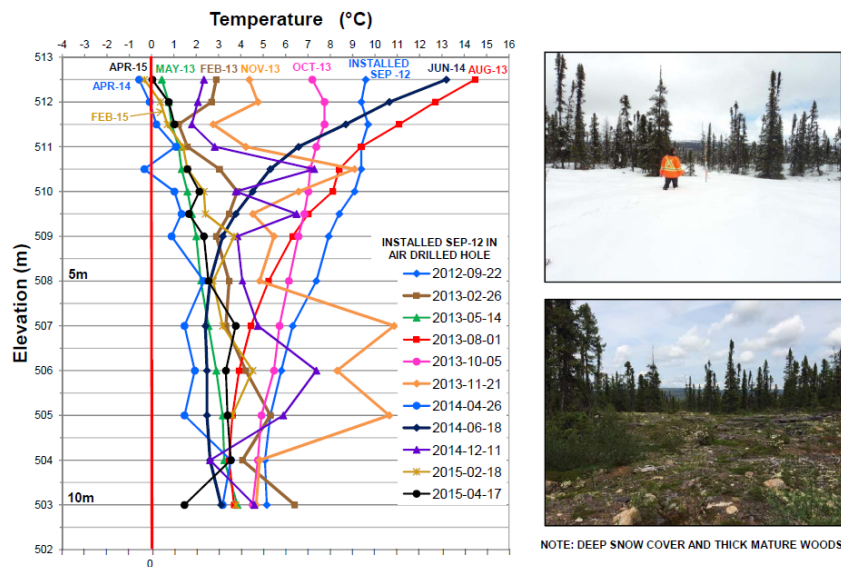 Temperature (°C)
-4 -3 -2 -1 0 1 2 3 4 5 6 7 8 9 10 11 12 13 14 15 16
513
APR-15 MAY-13 FEB-13 NOV-13 OCT-13 INSTALLED SEP -12 JUN-14 AUG-13
APR-14
512
FEB-15
511
510
509
5m
508
507
506
505
504
10m
503
502
0
Elevation (m)
INSTALLED SEP-12 IN
AIR DRILLED HOLE
2012-09-22
2013-02-26
2013-05-14
2013-08-01
2013-10-05
2013-11-21
2014-04-26
2014-06-18
2014-12-11
2015-02-18
2015-04-17
NOTE: DEEP SNOW COVER AND THICK MATURE WOODS